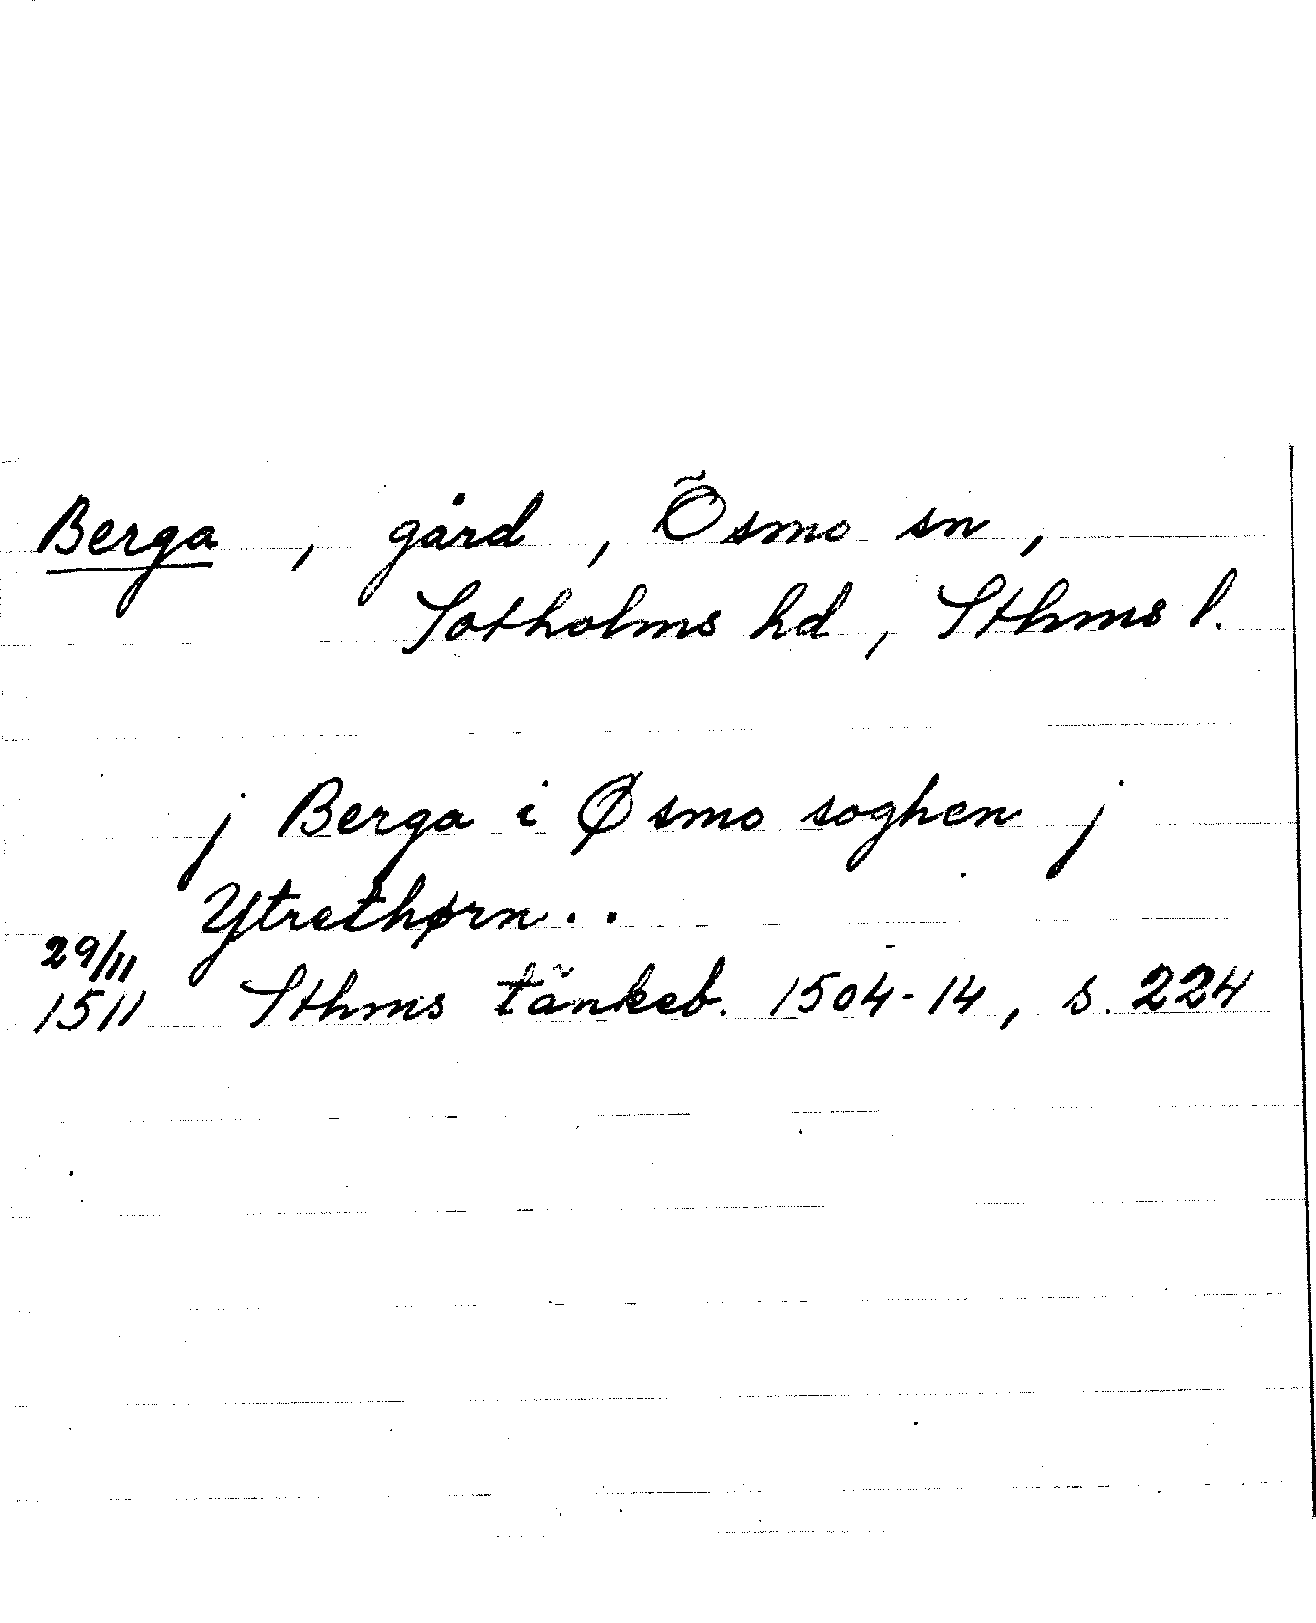 Berga, gård, Ösmo sn,
Sotholms hd, Sthms l.
j Berga i Øsmo soghen j
Ytrethørn..
29/11
1511 Sthms tänkeb. 1504-14, s. 224